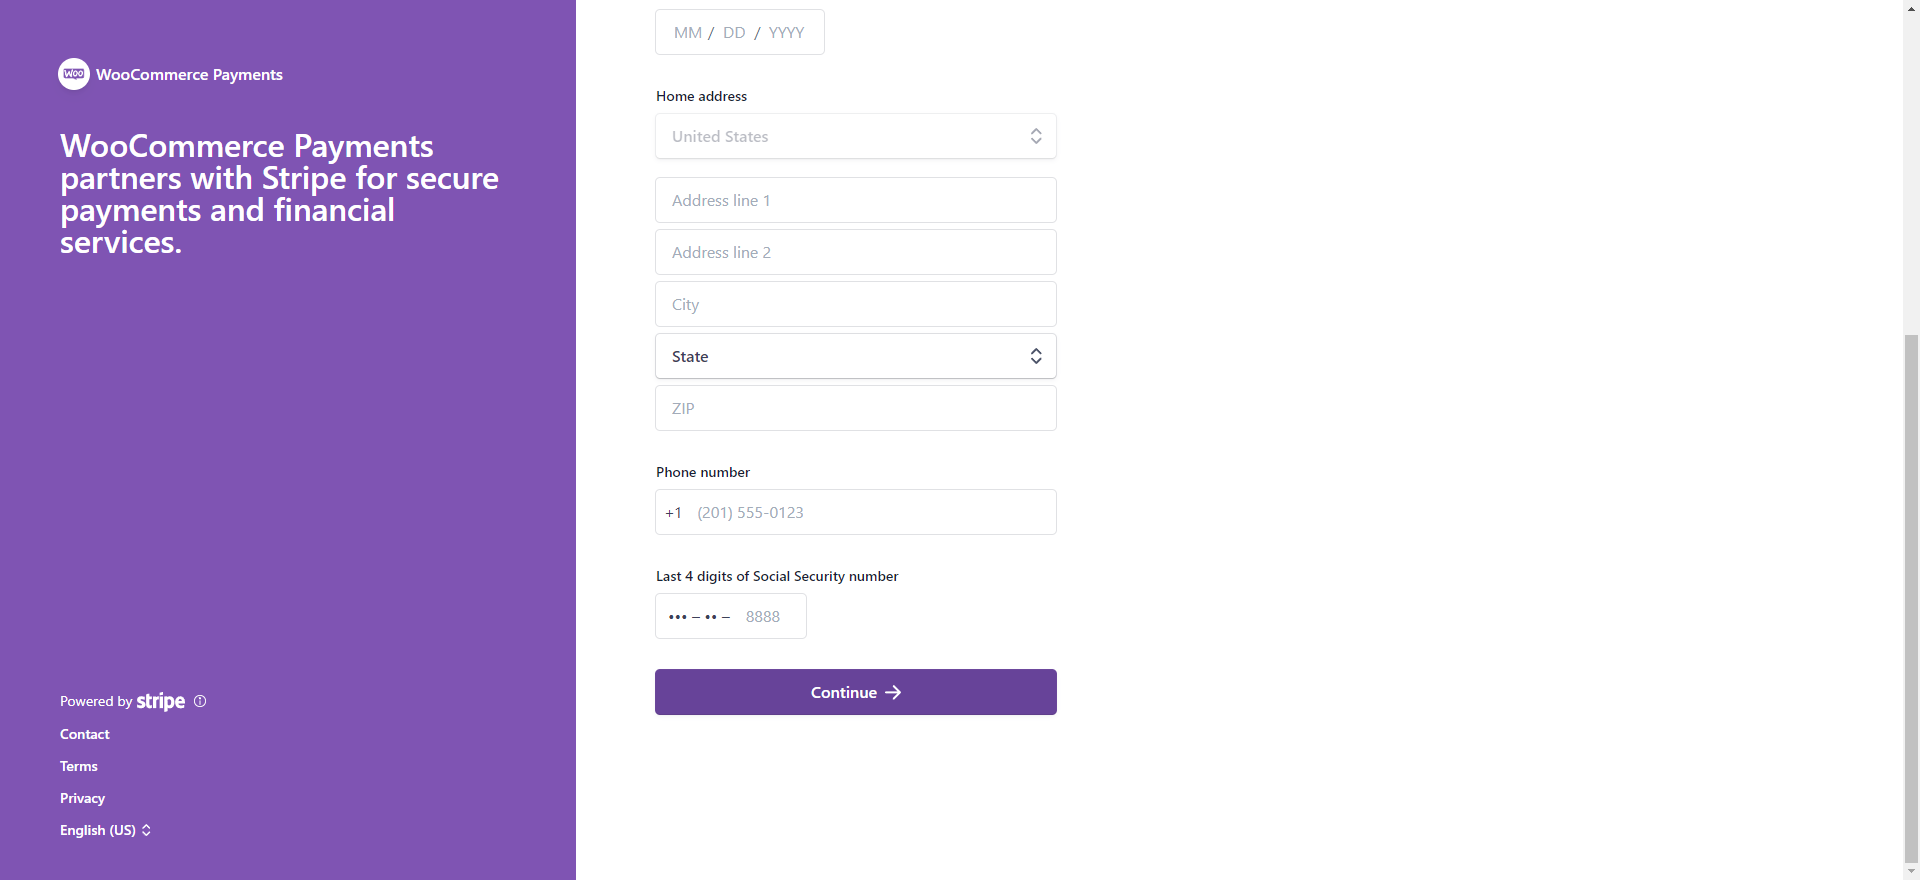 WOO WooCommerce Payments
WooCommerce Payments
partners with Stripe for secure
payments and financial
services.
Powered by stripe
Contact
Terms
Privacy
English (US)
MM / DD / YYYY
Home address
United States
Address line 1
Address line 2
City
State
ZIP
Phone number
+1 (201) 555-0123
Last 4 digits of Social Security number
••• – •• – 8888
Continue →